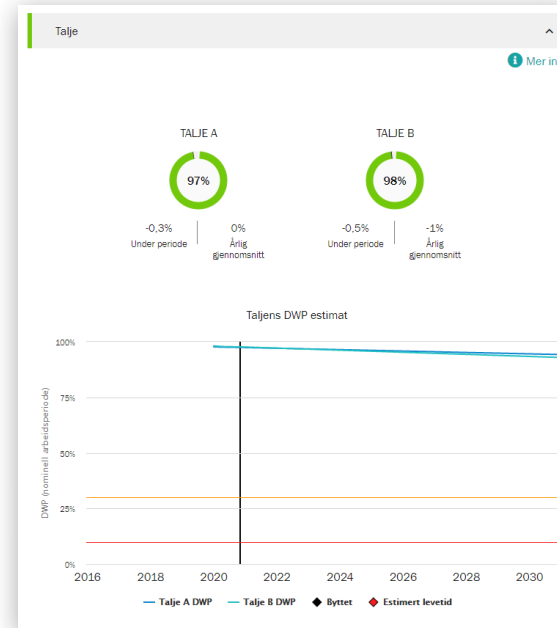 Talje
Mer in
TALJE A
TALJE B
97%
98%
-0,3%
0%
-0,5%
-1%
Under periode
Årlig
gjennomsnitt
Under periode
Årlig
gjennomsnitt
Taljens DWP estimat
DWP (nominell arbeidsperiode)
100%
75%
50%
25%
0%
2016 2018 2020 2022 2024 2026 2028 2030
Talje A DWP Talje B DWP Byttet Estimert levetid